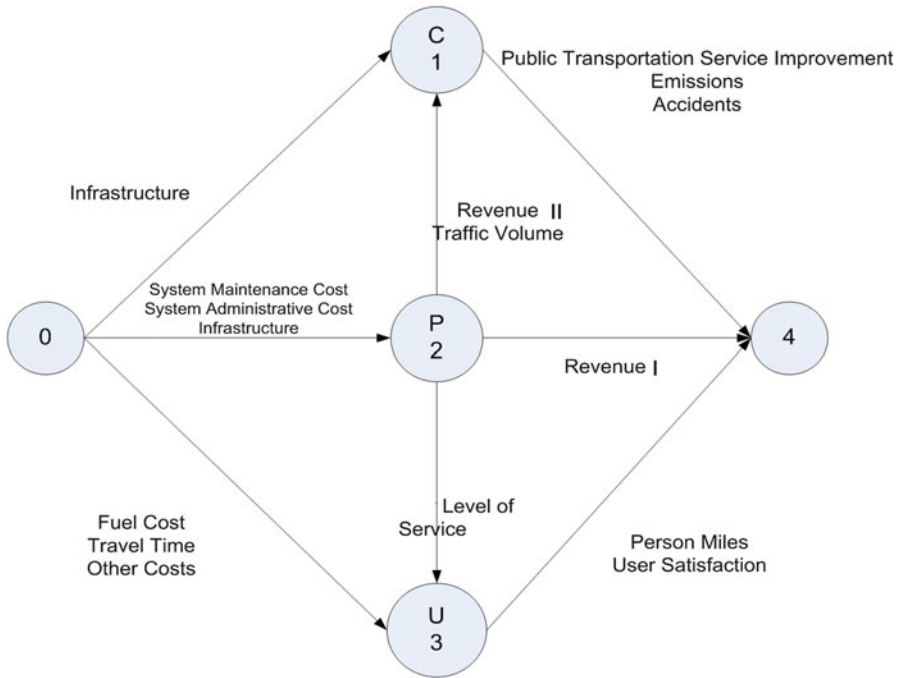 C
1
Public Transportation Service Improvement
Emissions
Accidents
Infrastructure
Revenue II
Traffic Volume
System Maintenance Cost
System Administrative Cost
Infrastructure
0
P
2
4
Revenue I
Level of
Service
Fuel Cost
Travel Time
Other Costs
Person Miles
User Satisfaction
U
3